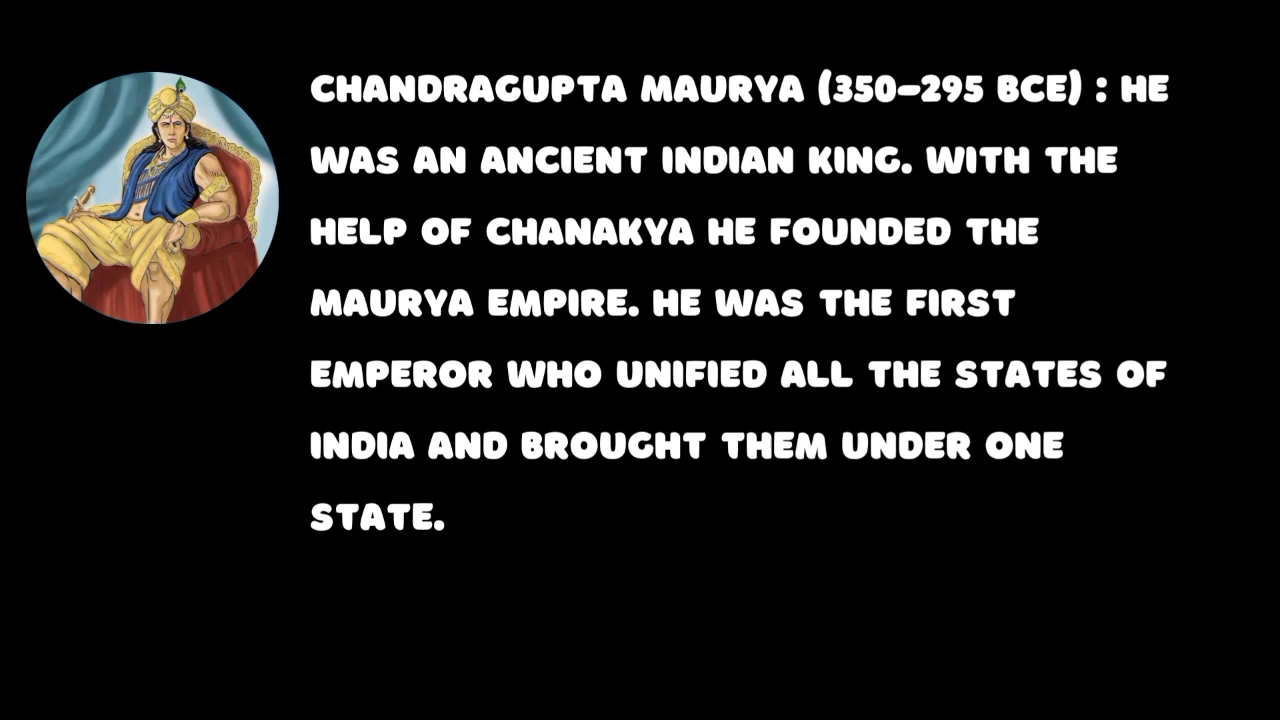 CHANDRAGUPTA MAURYA (350–295 BCE) : HE
WAS AN ANCIENT INDIAN KING. WITH THE
HELP OF CHANAKYA HE FOUNDED THE
MAURYA EMPIRE. HE WAS THE FIRST
EMPEROR WHO UNIFIED ALL THE STATES OF
INDIA AND BROUGHT THEM UNDER ONE
STATE.